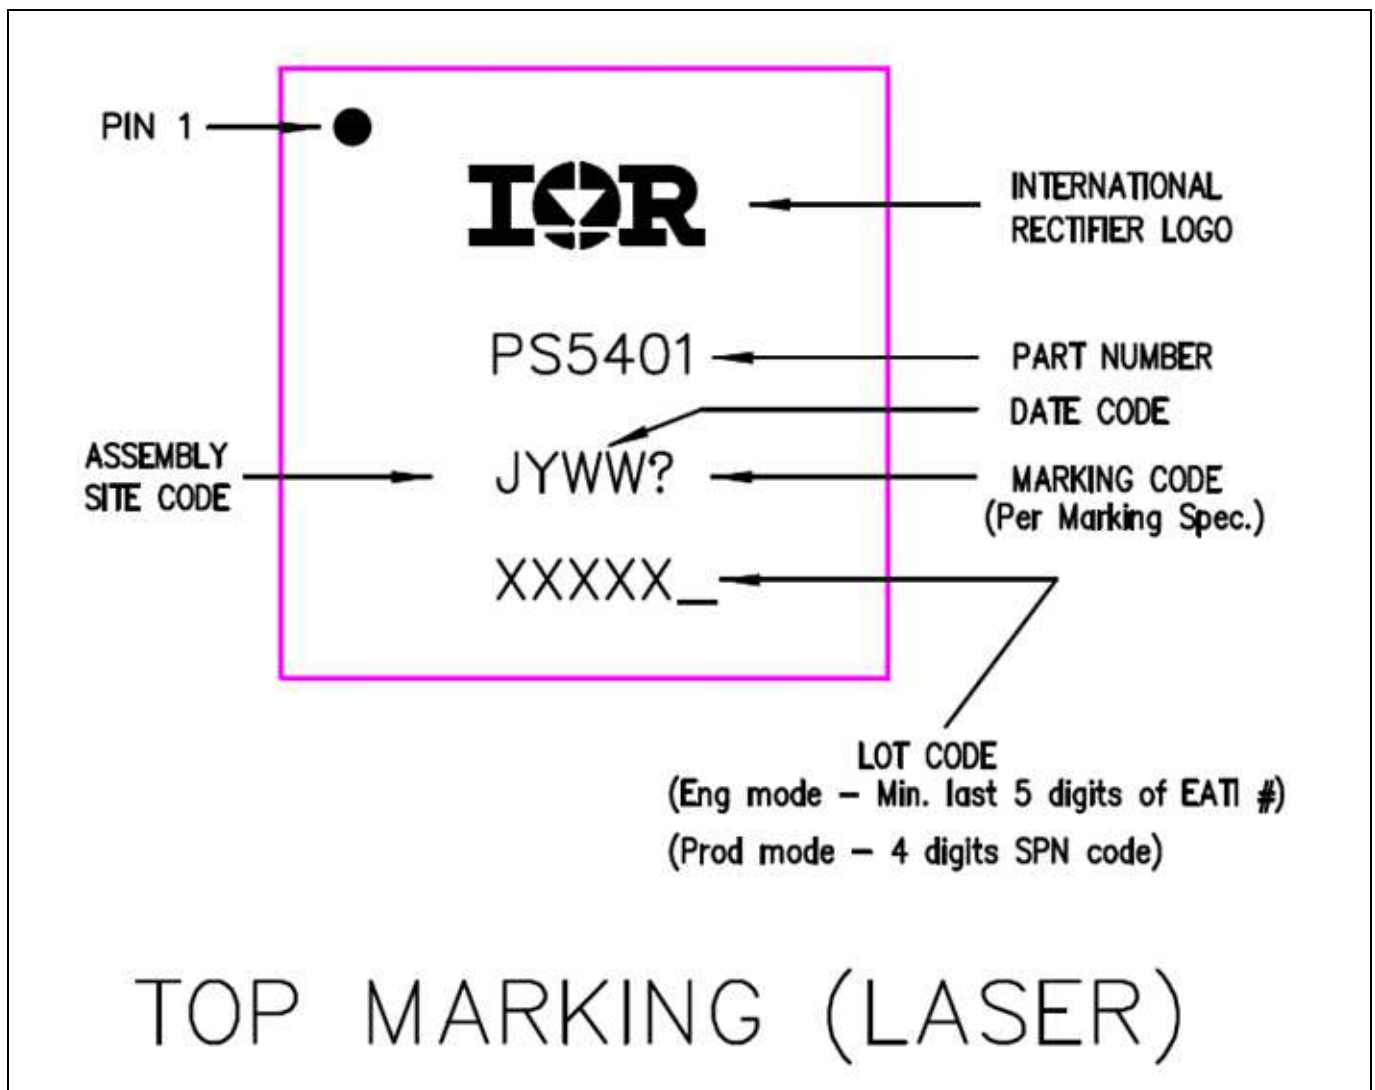 PIN 1
IOR
INTERNATIONAL
RECTIFIER LOGO
PS5401
PART NUMBER
DATE CODE
ASSEMBLY
SITE CODE
JYWW?
MARKING CODE
(Per Marking Spec.)
XXXXX_
LOT CODE
(Eng mode – Min. last 5 digits of EATI #)
(Prod mode – 4 digits SPN code)
TOP MARKING (LASER)